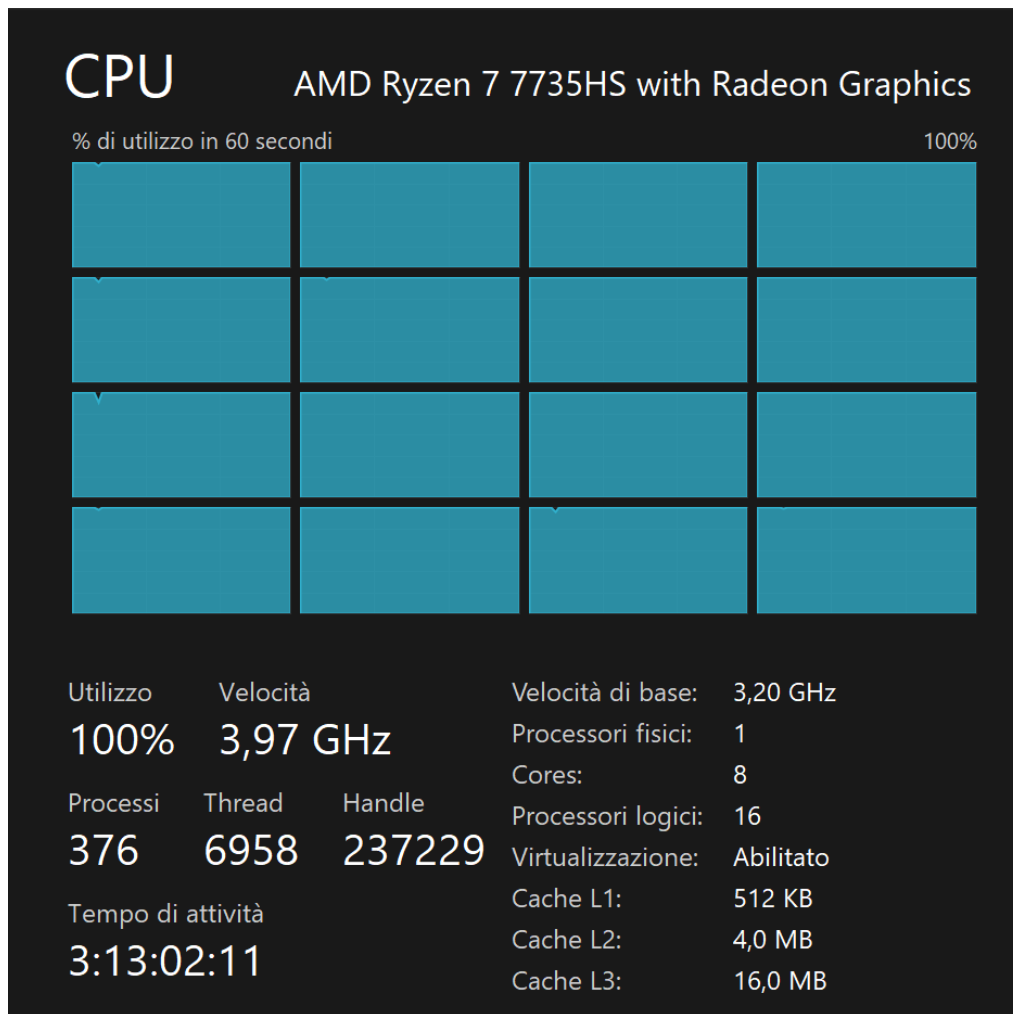 CPU
AMD Ryzen 7 7735HS with Radeon Graphics
% di utilizzo in 60 secondi
100%
Utilizzo
Velocità
100%
3,97 GHz
Processi
Thread
Handle
376
6958
237229
Tempo di attività
3:13:02:11
Velocità di base:
3,20 GHz
Processori fisici:
1
Cores:
8
Processori logici:
16
Virtualizzazione:
Abilitato
Cache L1:
512 KB
Cache L2:
4,0 MB
Cache L3:
16,0 MB